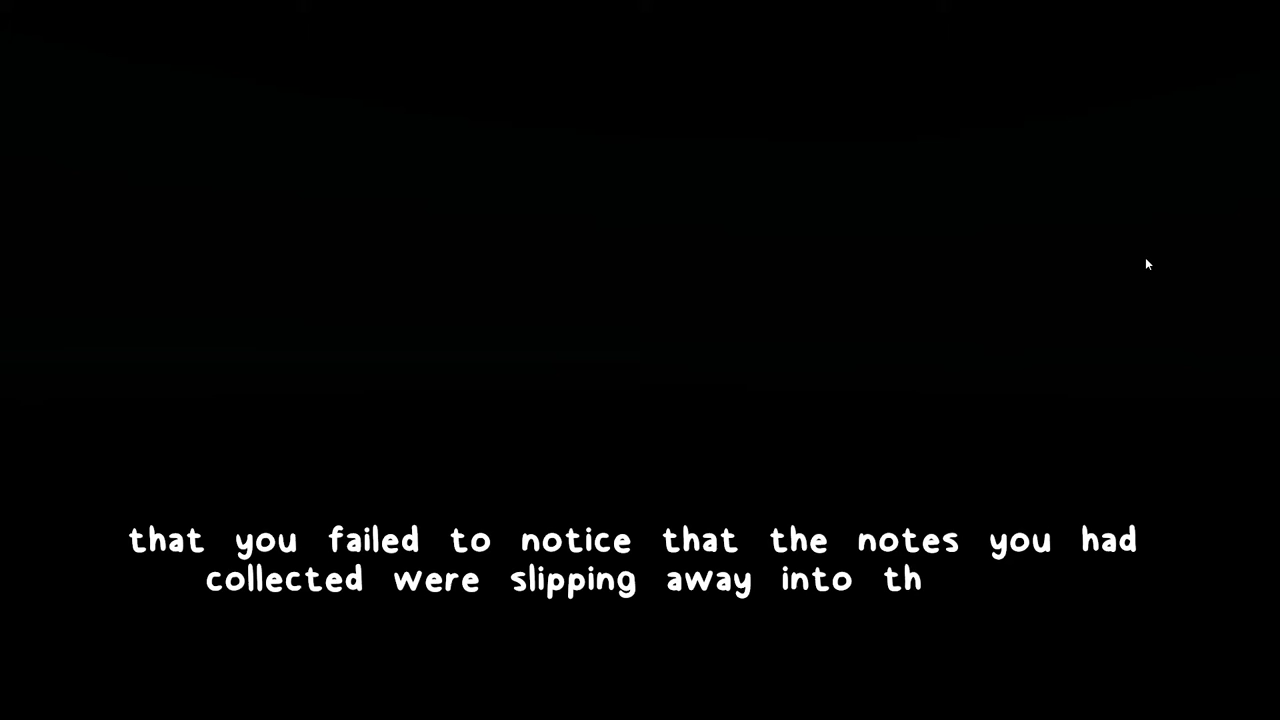 that you failed to notice that the notes you had
collected were slipping away into th